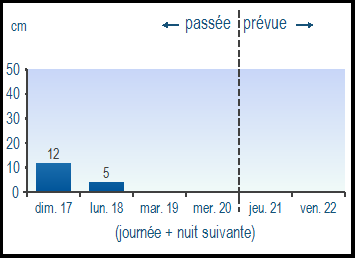 passée prévue
cm
50
40
30
20
10
0
12
5
dim. 17 lun. 18 mar. 19 mer. 20 jeu. 21 ven. 22
(journée + nuit suivante)